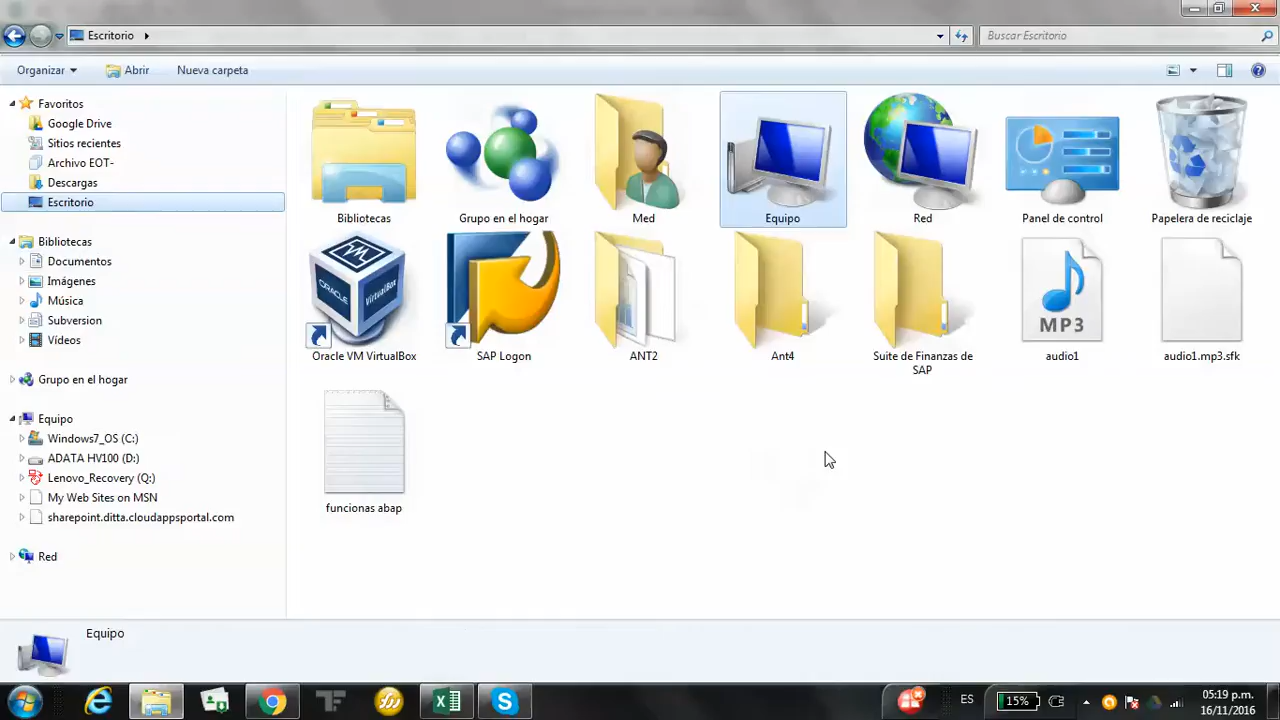 Escritorio
Buscar Escritorio
Organizar
Abrir
Nueva carpeta
Favoritos
Google Drive
Sitios recientes
Archivo EOT-
Descargas
Escritorio
Bibliotecas
Documentos
Imágenes
Música
Subversion
Vídeos
Grupo en el hogar
Equipo
Windows7_OS (C:)
ADATA HV100 (D:)
Lenovo_Recovery (Q:)
My Web Sites on MSN
sharepoint.ditta.cloudappsportal.com
Red
Bibliotecas
Grupo en el hogar
Med
Equipo
Red
Panel de control
Papelera de reciclaje
ORACLE
VirtualBox
Oracle VM VirtualBox
SAP Logon
ANT2
Ant4
Suite de Finanzas de
SAP
MP3
audio1
audio1.mp3.sfk
funcionas abap
Equipo
ES
15%
05:19 p.m.
16/11/2016